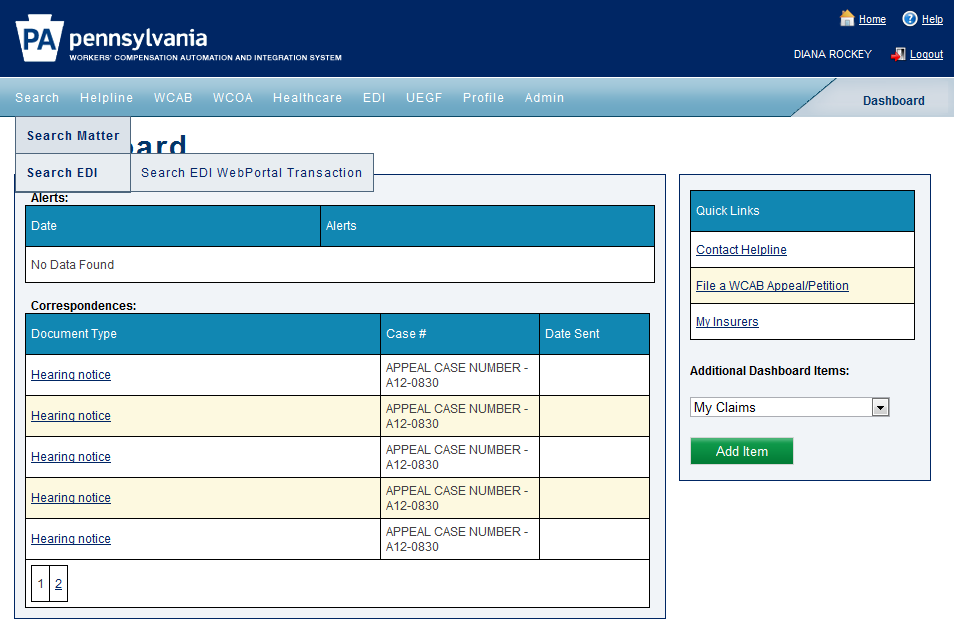 Home
Help
PA pennsylvania
WORKERS' COMPENSATION AUTOMATION AND INTEGRATION SYSTEM
DIANA ROCKEY
Logout
Search Helpline WCAB WCOA Healthcare EDI UEGF Profile Admin
Dashboard
Search Matter
Search EDI
Search EDI WebPortal Transaction
Alerts:
Date Alerts
No Data Found
Correspondences:
Document Type Case # Date Sent
Hearing notice APPEAL CASE NUMBER -
A12-0830
Hearing notice APPEAL CASE NUMBER -
A12-0830
Hearing notice APPEAL CASE NUMBER -
A12-0830
Hearing notice APPEAL CASE NUMBER -
A12-0830
Hearing notice APPEAL CASE NUMBER -
A12-0830
1 2
Quick Links
Contact Helpline
File a WCAB Appeal/Petition
My Insurers
Additional Dashboard Items:
My Claims
Add Item